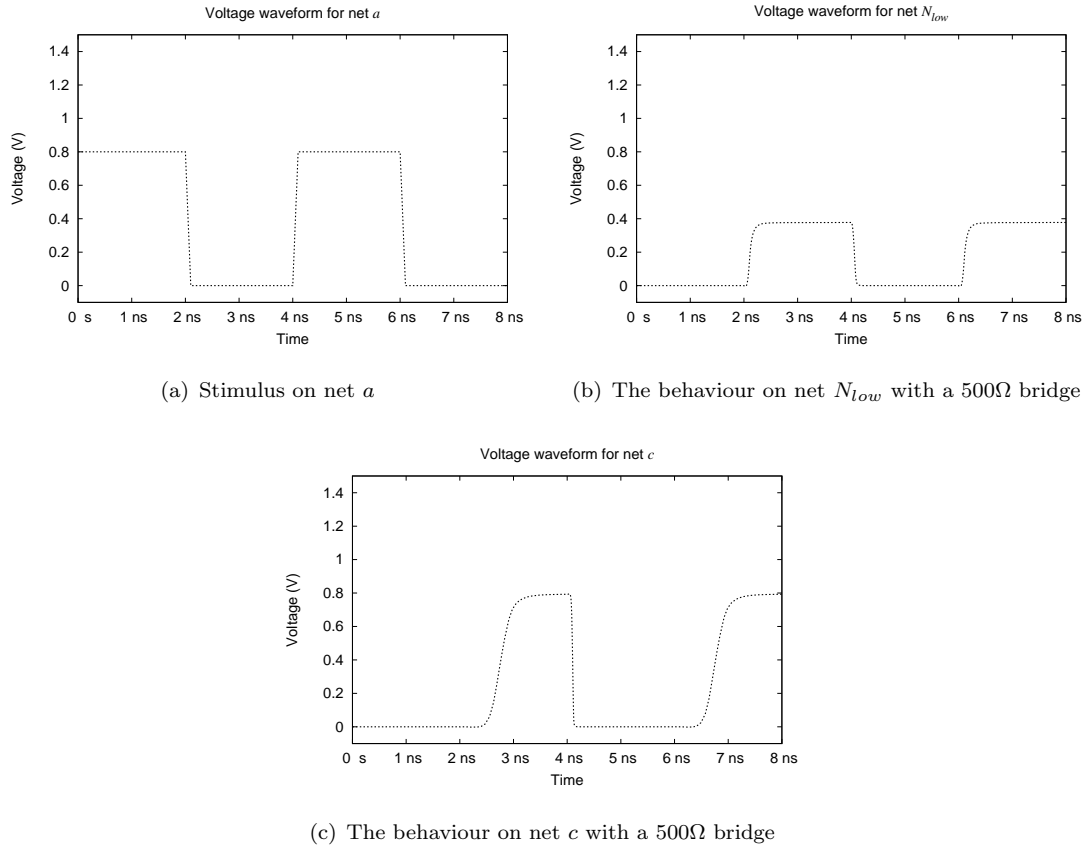 Voltage waveform for net a
Voltage (V)
1.4
1.2
1
0.8
0.6
0.4
0.2
0
0 s 1 ns 2 ns 3 ns 4 ns 5 ns 6 ns 7 ns 8 ns
Time
(a) Stimulus on net a
Voltage waveform for net N_low
Voltage (V)
1.4
1.2
1
0.8
0.6
0.4
0.2
0
0 s 1 ns 2 ns 3 ns 4 ns 5 ns 6 ns 7 ns 8 ns
Time
(b) The behaviour on net N_low with a 500Ω bridge
Voltage waveform for net c
Voltage (V)
1.4
1.2
1
0.8
0.6
0.4
0.2
0
0 s 1 ns 2 ns 3 ns 4 ns 5 ns 6 ns 7 ns 8 ns
Time
(c) The behaviour on net c with a 500Ω bridge